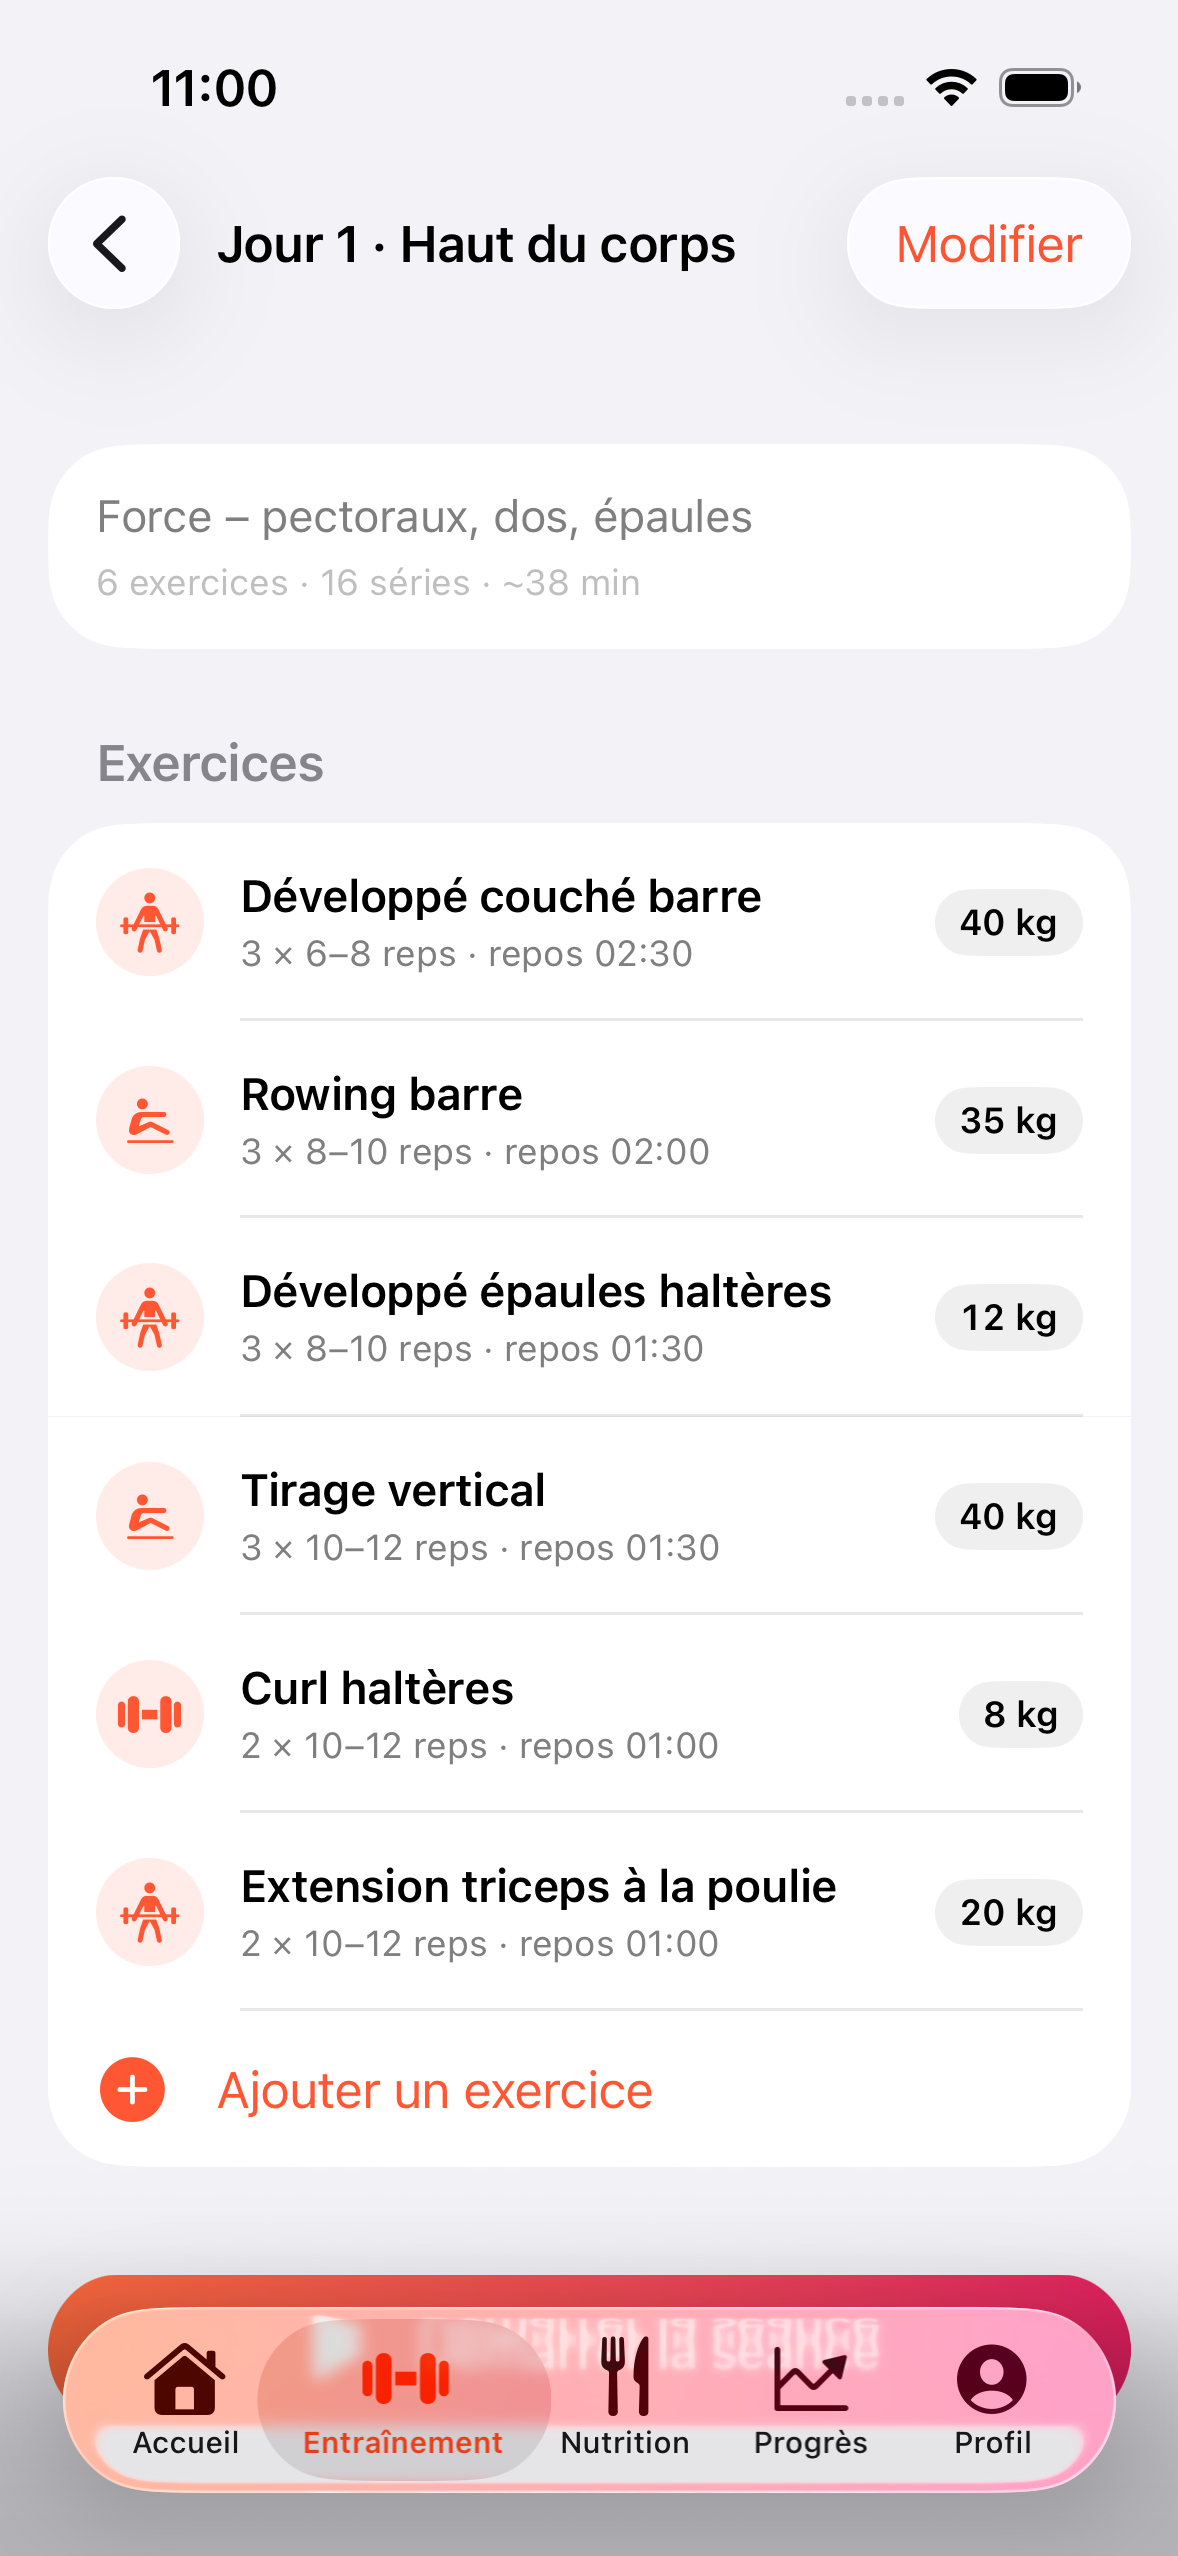 11:00
Jour 1 · Haut du corps
Modifier
Force – pectoraux, dos, épaules
6 exercices · 16 séries · ~38 min
Exercices
Développé couché barre
3 × 6–8 reps · repos 02:30
40 kg
Rowing barre
3 × 8–10 reps · repos 02:00
35 kg
Développé épaules haltères
3 × 8–10 reps · repos 01:30
12 kg
Tirage vertical
3 × 10–12 reps · repos 01:30
40 kg
Curl haltères
2 × 10–12 reps · repos 01:00
8 kg
Extension triceps à la poulie
2 × 10–12 reps · repos 01:00
20 kg
Ajouter un exercice
la séance
Accueil
Entraînement
Nutrition
Progrès
Profil